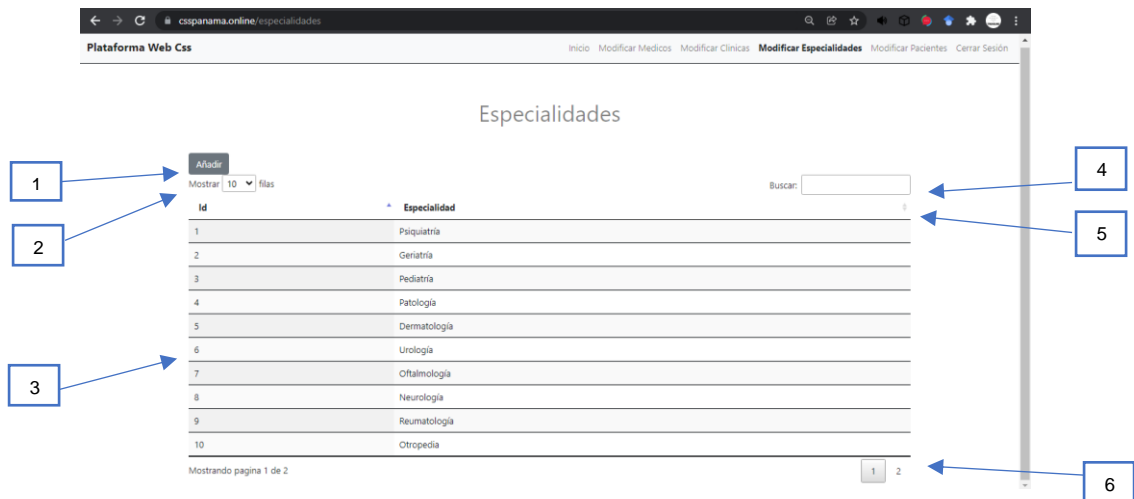 csspanama.online/especialidades
Plataforma Web Css Inicio Modificar Medicos Modificar Clinicas Modificar Especialidades Modificar Pacientes Cerrar Sesión
Especialidades
Añadir
1
4
Mostrar 10 filas Buscar:
Id Especialidad
1 Psiquiatría
5
2
2 Geriatría
3 Pediatría
4 Patología
5 Dermatología
6 Urología
3
7 Oftalmología
8 Neurología
9 Reumatología
10 Otropedia
Mostrando pagina 1 de 2 1 2
6